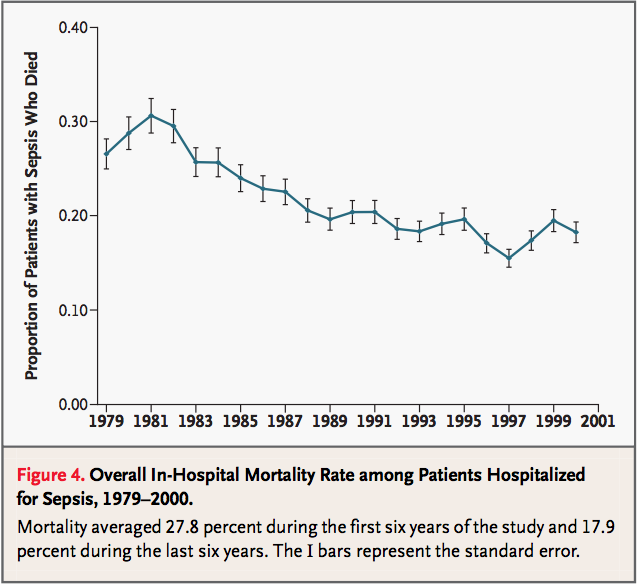 Proportion of Patients with Sepsis Who Died
0.40
0.30
0.20
0.10
0.00
1979 1981 1983 1985 1987 1989 1991 1993 1995 1997 1999 2001
Figure 4. Overall In-Hospital Mortality Rate among Patients Hospitalized
for Sepsis, 1979–2000.
Mortality averaged 27.8 percent during the first six years of the study and 17.9
percent during the last six years. The I bars represent the standard error.